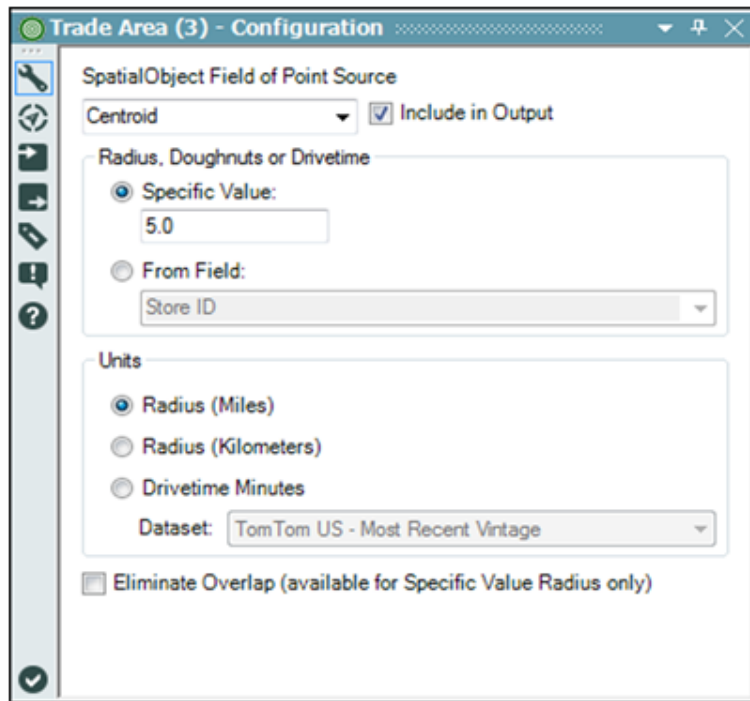 Trade Area (3) - Configuration
SpatialObject Field of Point Source
Centroid Include in Output
Radius, Doughnuts or Drivetime
Specific Value:
5.0
From Field:
Store ID
Units
Radius (Miles)
Radius (Kilometers)
Drivetime Minutes
Dataset: TomTom US - Most Recent Vintage
Eliminate Overlap (available for Specific Value Radius only)